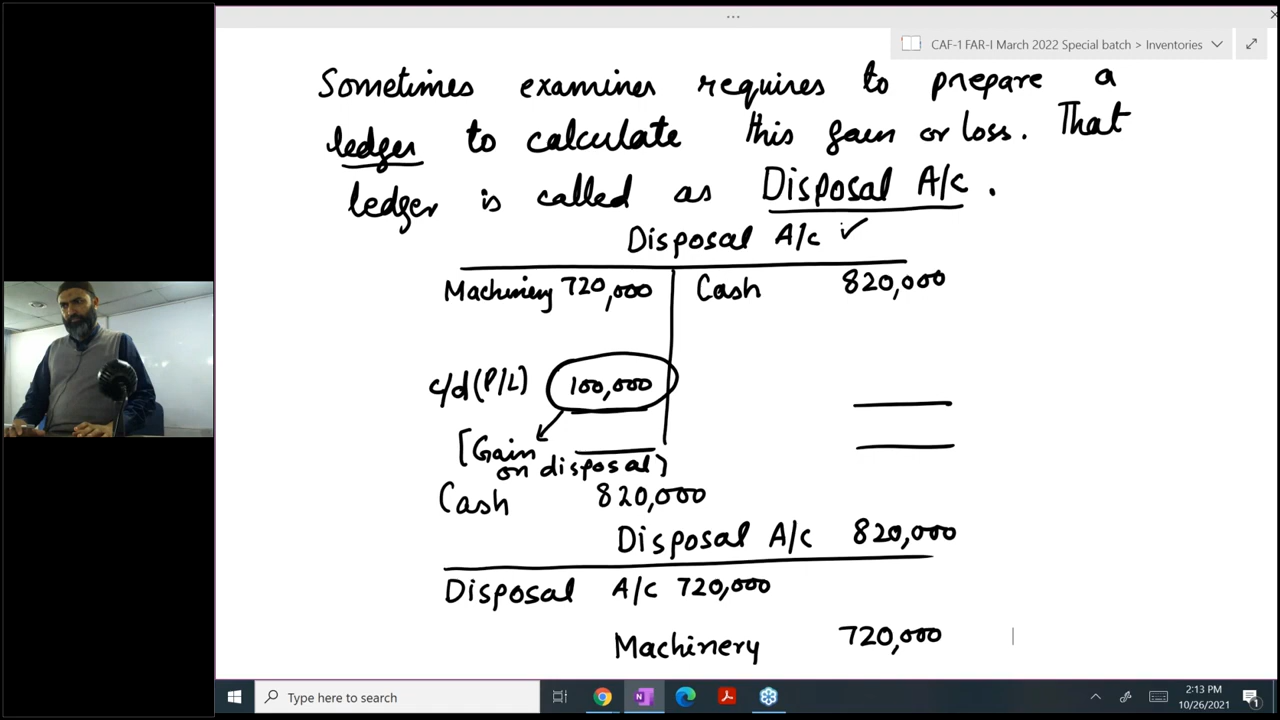 CAF-1 FAR-I March 2022 Special batch > Inventories
Sometimes examiner requires to prepare a
ledger to calculate this gain or loss. That
ledger is called as Disposal A/c.
Disposal A/c ✓
Machinery 720,000 Cash 820,000
c/d (P/L) 100,000
[Gain
on disposal]
Cash 820,000
Disposal A/c 820,000
Disposal A/c 720,000
Machinery 720,000
Type here to search
2:13 PM
10/26/2021
1